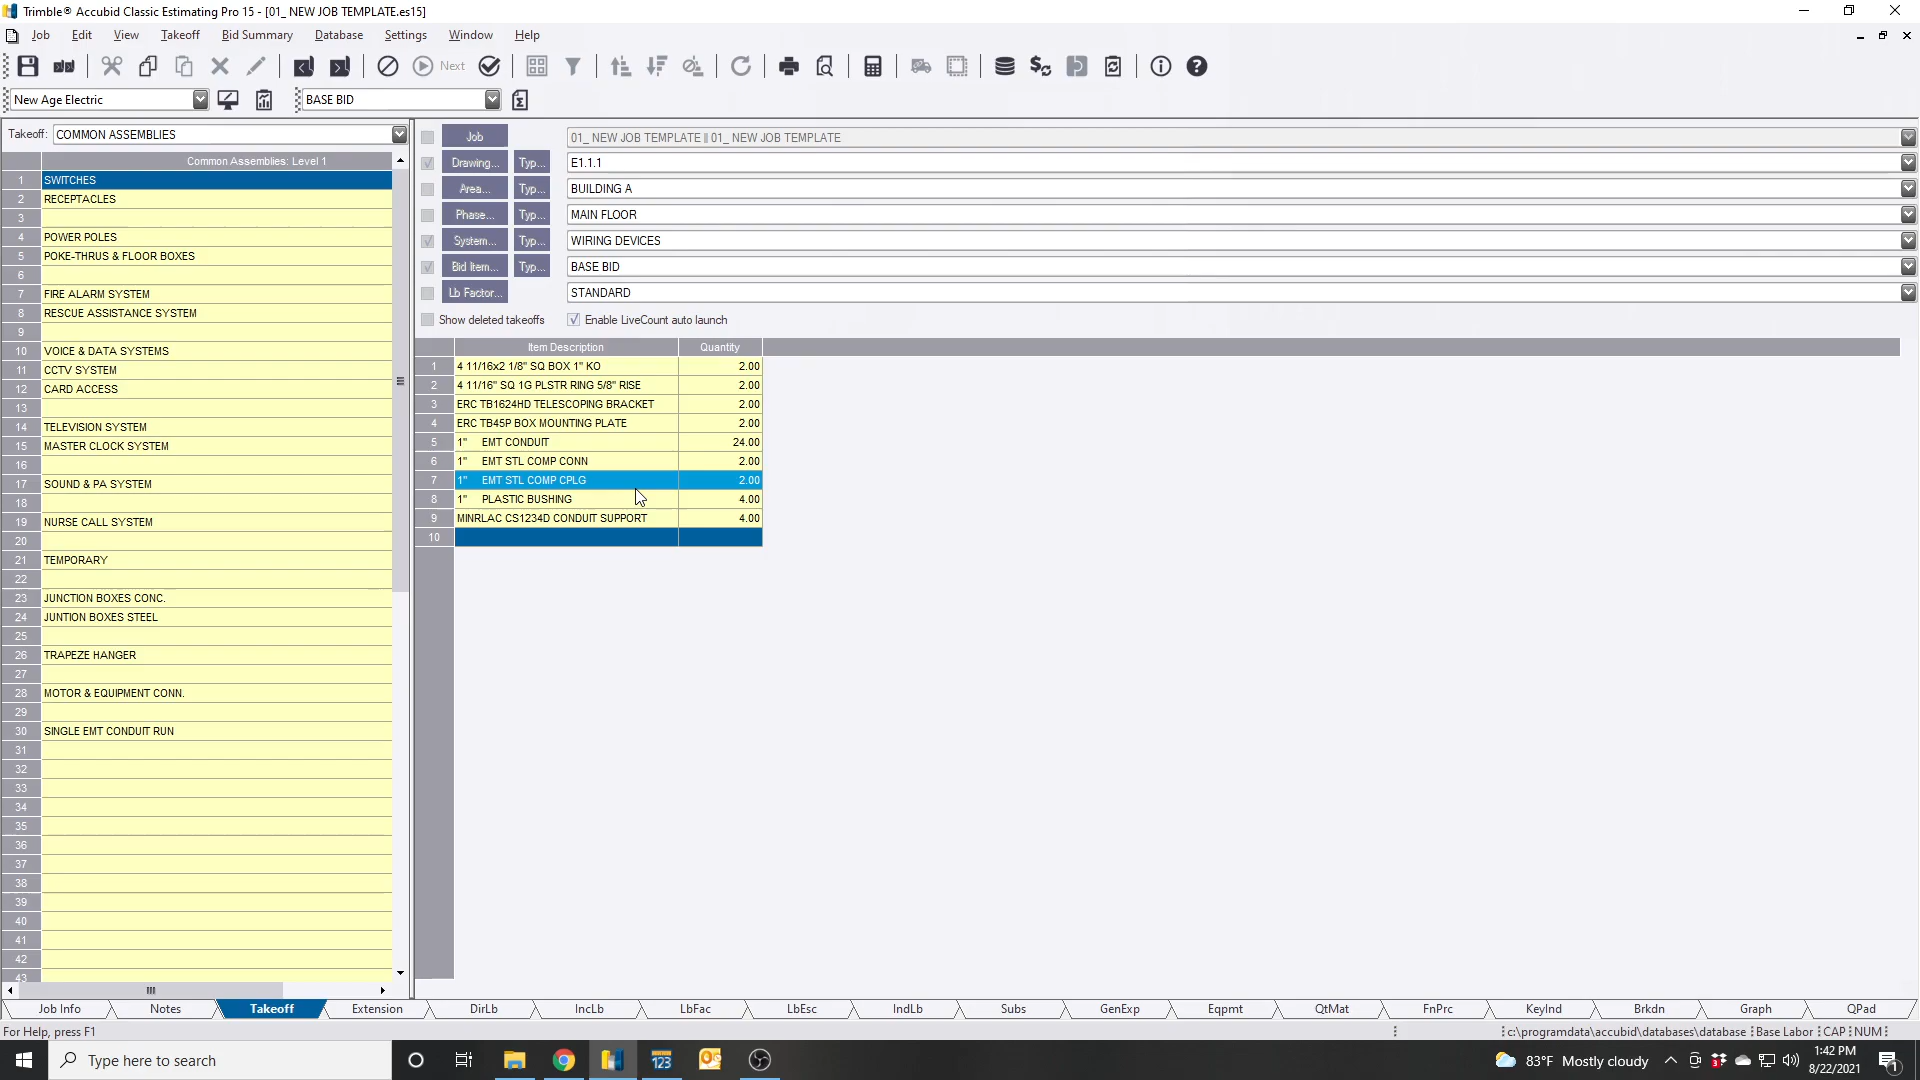 Trimble® Accubid Classic Estimating Pro 15 - [01_ NEW JOB TEMPLATE.es15]
Job Edit View Takeoff Bid Summary Database Settings Window Help
Next
New Age Electric BASE BID
Takeoff: COMMON ASSEMBLIES
Common Assemblies: Level 1
1 SWITCHES
2 RECEPTACLES
3
4 POWER POLES
5 POKE-THRUS & FLOOR BOXES
6
7 FIRE ALARM SYSTEM
8 RESCUE ASSISTANCE SYSTEM
9
10 VOICE & DATA SYSTEMS
11 CCTV SYSTEM
12 CARD ACCESS
13
14 TELEVISION SYSTEM
15 MASTER CLOCK SYSTEM
16
17 SOUND & PA SYSTEM
18
19 NURSE CALL SYSTEM
20
21 TEMPORARY
22
23 JUNCTION BOXES CONC.
24 JUNTION BOXES STEEL
25
26 TRAPEZE HANGER
27
28 MOTOR & EQUIPMENT CONN.
29
30 SINGLE EMT CONDUIT RUN
31
32
33
34
35
36
37
38
39
40
41
42
43
Job 01_ NEW JOB TEMPLATE || 01_ NEW JOB TEMPLATE
Drawing... Typ... E1.1.1
Area... Typ... BUILDING A
Phase... Typ... MAIN FLOOR
System... Typ... WIRING DEVICES
Bid Item... Typ... BASE BID
Lb Factor... STANDARD
Show deleted takeoffs Enable LiveCount auto launch
Item Description Quantity
1 4 11/16x2 1/8" SQ BOX 1" KO 2.00
2 4 11/16" SQ 1G PLSTR RING 5/8" RISE 2.00
3 ERC TB1624HD TELESCOPING BRACKET 2.00
4 ERC TB45P BOX MOUNTING PLATE 2.00
5 1" EMT CONDUIT 24.00
6 1" EMT STL COMP CONN 2.00
7 1" EMT STL COMP CPLG 2.00
8 1" PLASTIC BUSHING 4.00
9 MINRLAC CS1234D CONDUIT SUPPORT 4.00
10
Job Info Notes Takeoff Extension DirLb IncLb LbFac LbEsc IndLb Subs GenExp Eqpmt QtMat FnPrc KeyInd Brkdn Graph QPad
For Help, press F1 c:\programdata\accubid\databases\database Base Labor CAP NUM
Type here to search 123 83°F Mostly cloudy 1:42 PM
8/22/2021